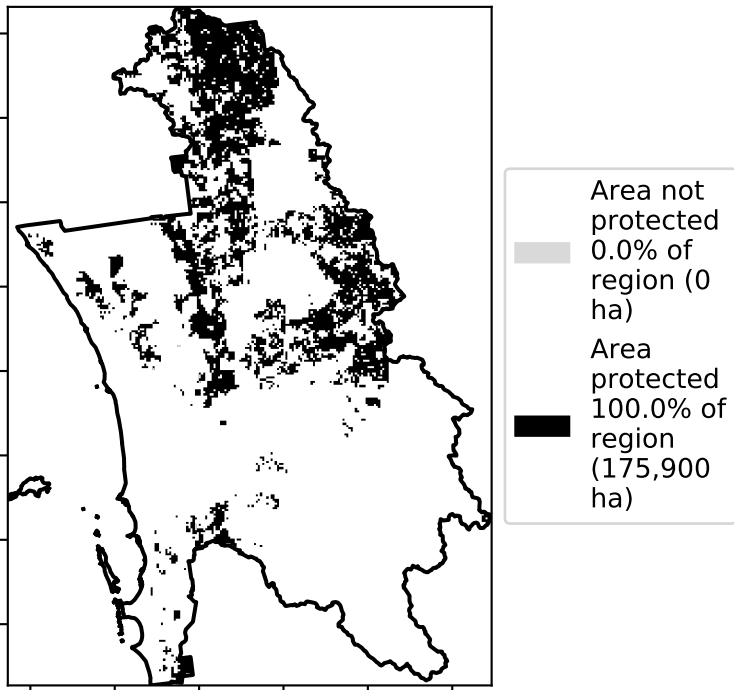 Area not
protected
0.0% of
region (0
ha)
Area
protected
100.0% of
region
(175,900
ha)